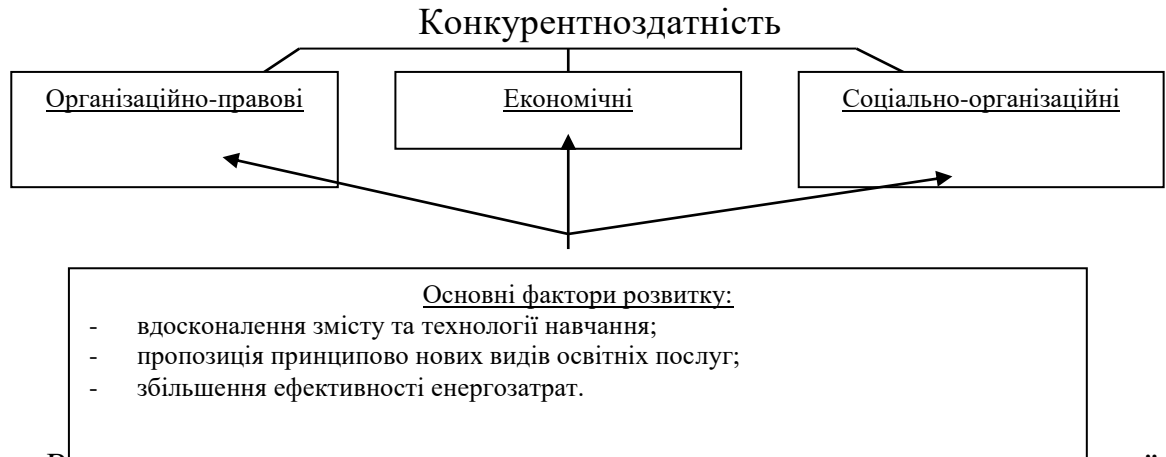 Конкурентноздатність
Організаційно-правові
Економічні
Соціально-організаційні
Основні фактори розвитку:
- вдосконалення змісту та технології навчання;
- пропозиція принципово нових видів освітніх послуг;
- збільшення ефективності енергозатрат.